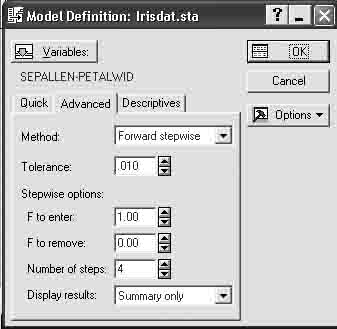 Model Definition: Irisdat.sta
Variables:
OK
SEPALLEN-PETALWID
Cancel
Quick Advanced Descriptives
Options
Method: Forward stepwise
Tolerance: .010
Stepwise options:
F to enter: 1.00
F to remove: 0.00
Number of steps: 4
Display results: Summary only